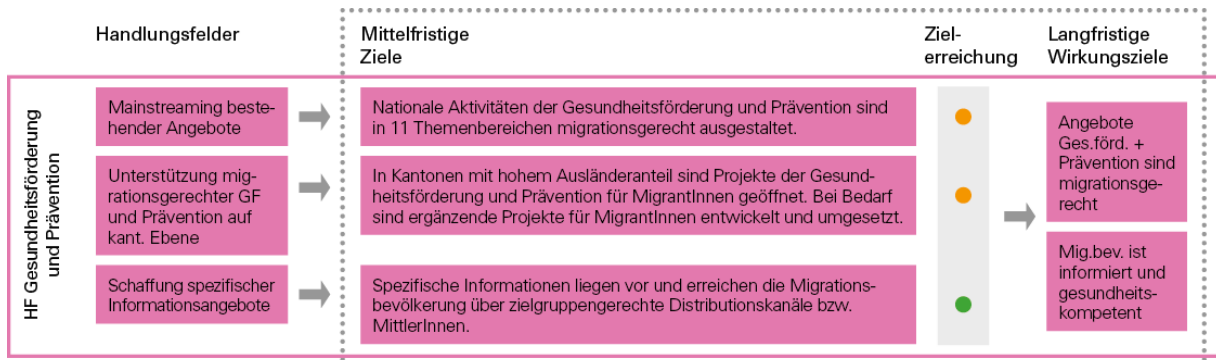 Handlungsfelder
Mittelfristige
Ziele
Ziel-
erreichung
Langfristige
Wirkungsziele
HF Gesundheitsförderung
und Prävention
Mainstreaming beste-
hender Angebote
Nationale Aktivitäten der Gesundheitsförderung und Prävention sind
in 11 Themenbereichen migrationsgerecht ausgestaltet.
Unterstützung mig-
rationsgerechter GF
und Prävention auf
kant. Ebene
In Kantonen mit hohem Ausländeranteil sind Projekte der Gesund-
heitsförderung und Prävention für MigrantInnen geöffnet. Bei Bedarf
sind ergänzende Projekte für MigrantInnen entwickelt und umgesetzt.
Schaffung spezifischer
Informationsangebote
Spezifische Informationen liegen vor und erreichen die Migrations-
bevölkerung über zielgruppengerechte Distributionskanäle bzw.
MittlerInnen.
Angebote
Ges.förd. +
Prävention sind
migrationsge-
recht
Mig.bev. ist
informiert und
gesundheits-
kompetent